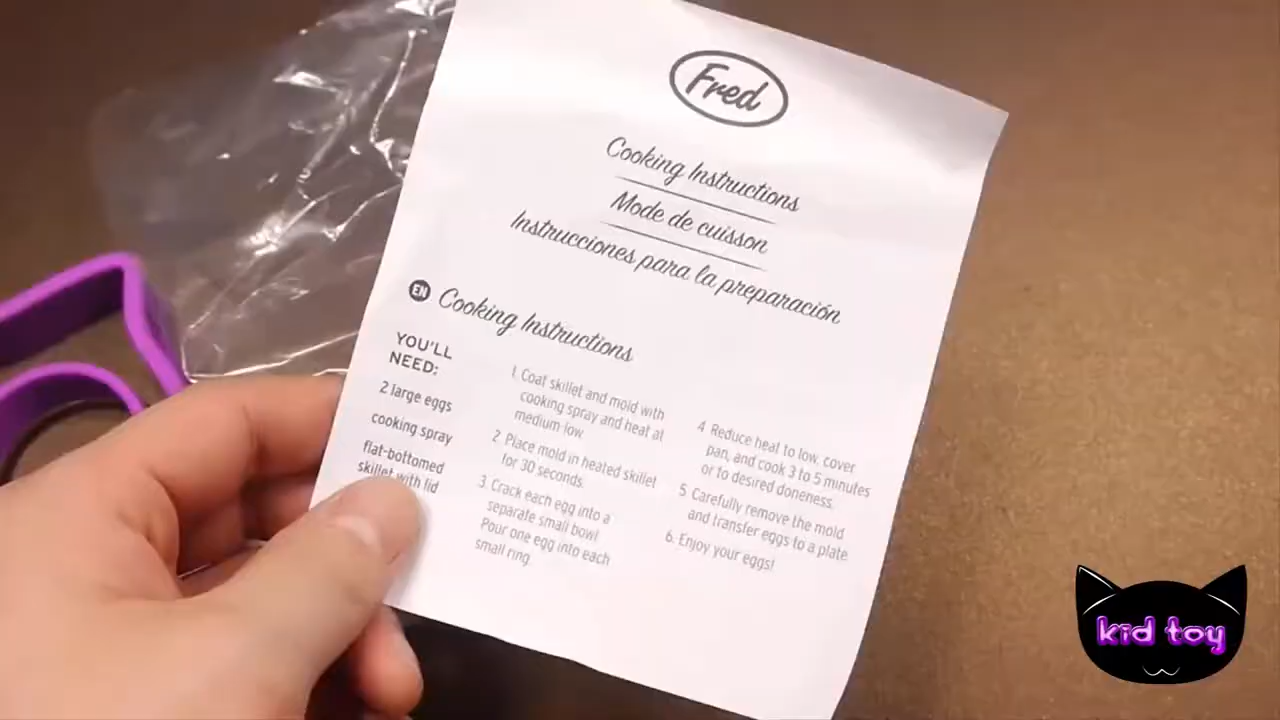 Fred
Cooking Instructions
Mode de cuisson
Instrucciones para la preparación
EN Cooking Instructions
YOU'LL
NEED:
2 large eggs
cooking spray
flat-bottomed
skillet with lid
1. Coat skillet and mold with
cooking spray and heat at
medium low.
2. Place mold in heated skillet
for 30 seconds.
3. Crack each egg into a
separate small bowl.
Pour one egg into each
small ring.
4. Reduce heat to low, cover
pan, and cook 3 to 5 minutes
or to desired doneness.
5. Carefully remove the mold
and transfer eggs to a plate.
6. Enjoy your eggs!
kid toy